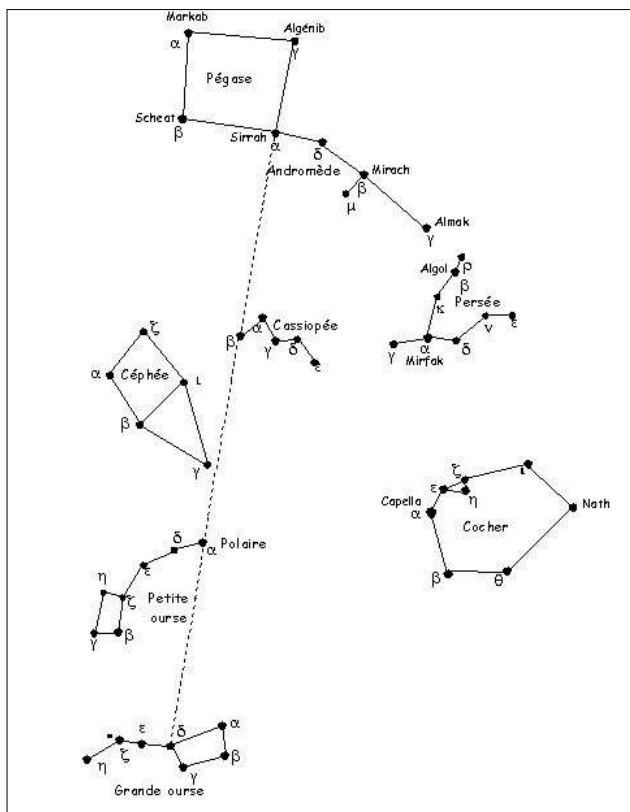 Markab
α
Algénib
γ
Pégase
Scheat
β
Sirrah
α
δ
Andromède
Mirach
β
μ
Almak
γ
Algol
ρ
β
κ
Persée
ν
ε
γ
α
δ
Mirfak
β
α
Cassiopée
γ
δ
ε
ζ
α
Céphée
ι
β
γ
ζ
ι
ε
η
Capella
α
Cocher
Nath
β
θ
δ
α
Polaire
ε
η
ζ
Petite
ourse
γ
β
ε
δ
α
ζ
η
γ
β
Grande ourse